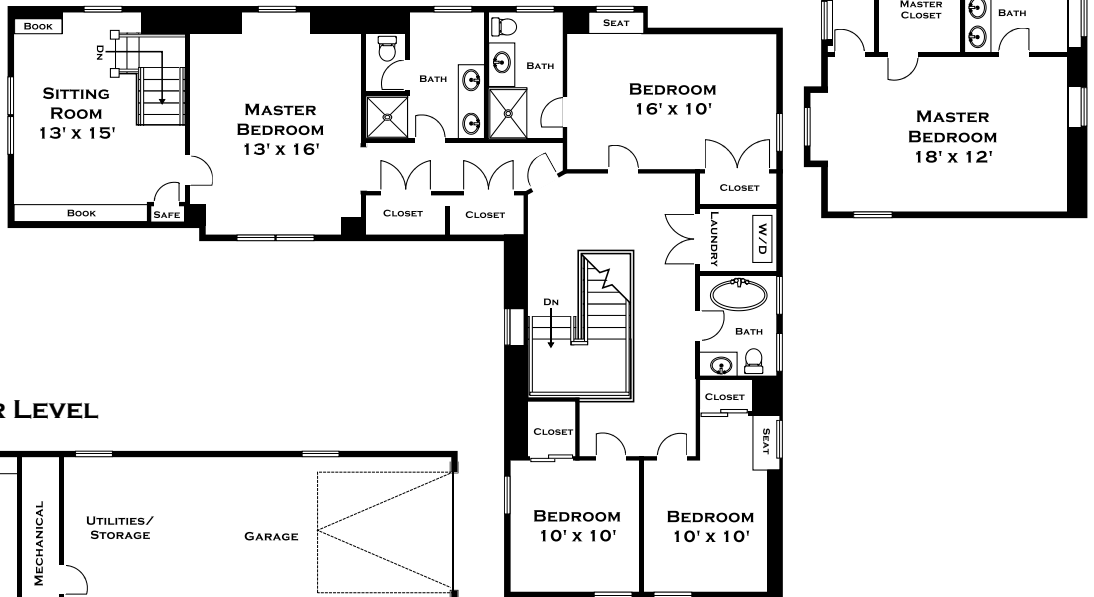 BOOK
DN
SITTING
ROOM
13' x 15'
BOOK
SAFE
MASTER
BEDROOM
13' x 16'
BATH
CLOSET
CLOSET
BATH
SEAT
BEDROOM
16' x 10'
CLOSET
LAUNDRY
W/D
DN
BATH
CLOSET
SEAT
CLOSET
BEDROOM
10' x 10'
BEDROOM
10' x 10'
MASTER
CLOSET
BATH
MASTER
BEDROOM
18' x 12'
R LEVEL
MECHANICAL
UTILITIES/
STORAGE
GARAGE